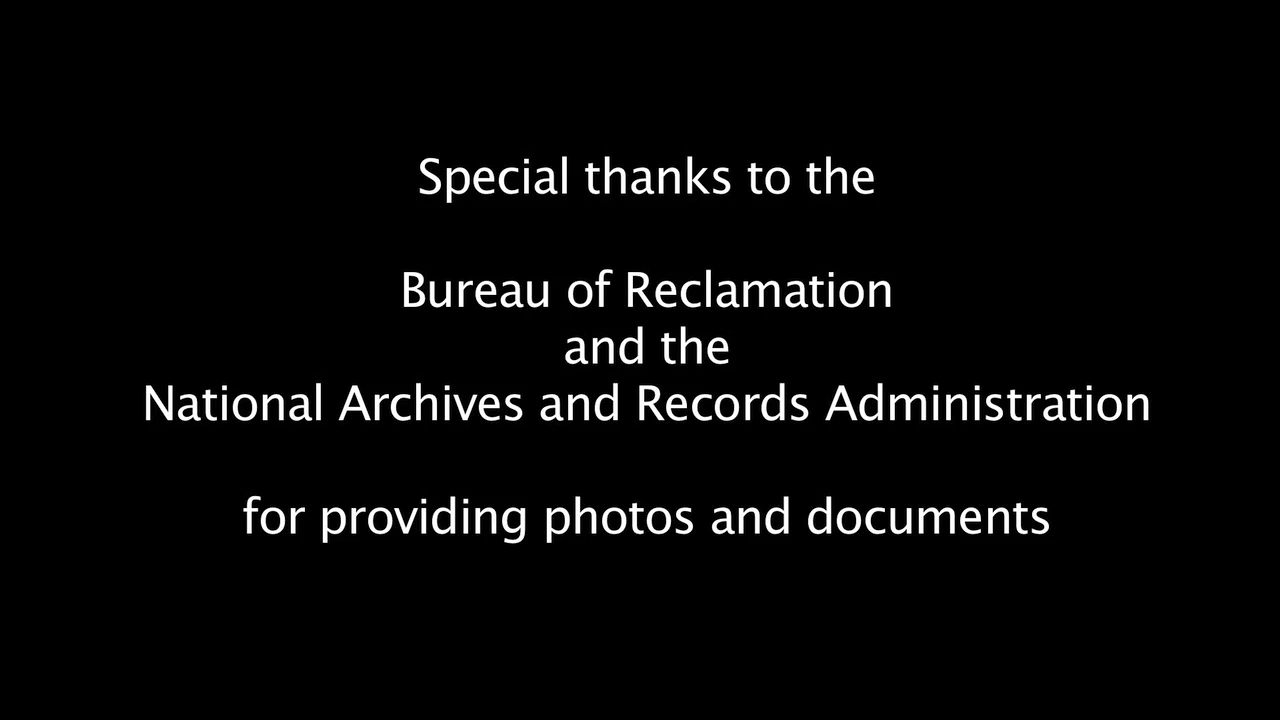 Special thanks to the
Bureau of Reclamation
and the
National Archives and Records Administration
for providing photos and documents